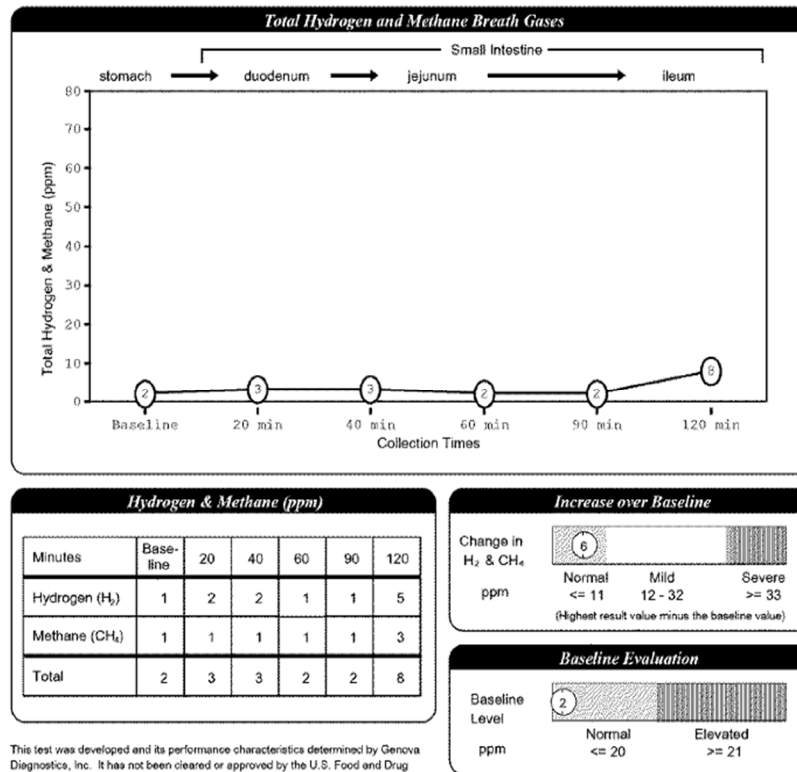 Total Hydrogen and Methane Breath Gases
Small Intestine
stomach duodenum jejunum ileum
Total Hydrogen & Methane (ppm)
80
70
60
50
40
30
20
10
0
2 3 3 2 2 8
Baseline 20 min 40 min 60 min 90 min 120 min
Collection Times
Hydrogen & Methane (ppm)
Minutes Base-line 20 40 60 90 120
Hydrogen (H₂) 1 2 2 1 1 5
Methane (CH₄) 1 1 1 1 1 3
Total 2 3 3 2 2 8
This test was developed and its performance characteristics determined by Genova
Diagnostics, Inc. It has not been cleared or approved by the U.S. Food and Drug
Increase over Baseline
Change in
H₂ & CH₄
ppm
6
Normal Mild Severe
<= 11 12 - 32 >= 33
(Highest result value minus the baseline value)
Baseline Evaluation
Baseline
Level
ppm
2
Normal Elevated
<= 20 >= 21